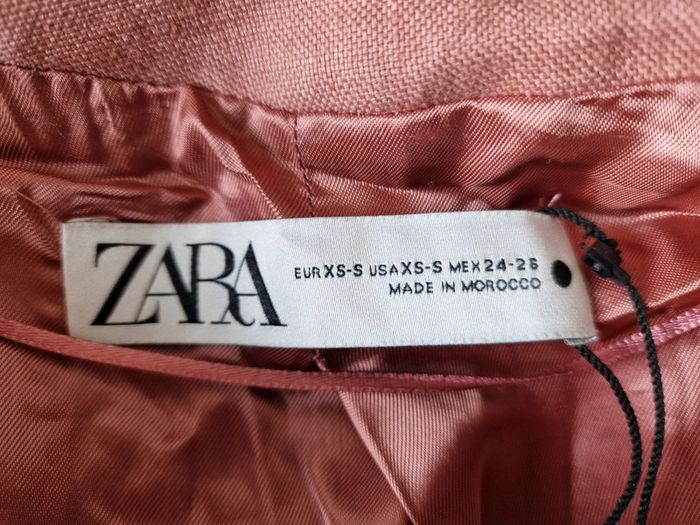 ZARA
EUR XS-S USA XS-S MEX 24-26
MADE IN MOROCCO